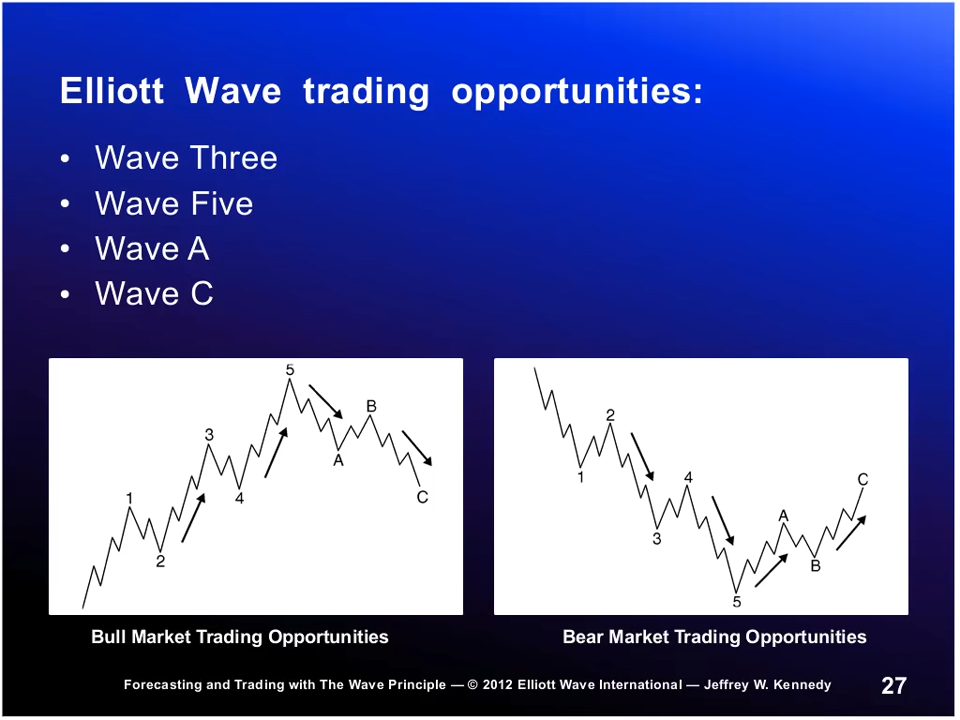 Elliott Wave trading opportunities:
• Wave Three
• Wave Five
• Wave A
• Wave C
5
B
3
A
1
4
C
2
2
C
1
4
A
3
B
5
Bull Market Trading Opportunities
Bear Market Trading Opportunities
Forecasting and Trading with The Wave Principle — © 2012 Elliott Wave International — Jeffrey W. Kennedy
27